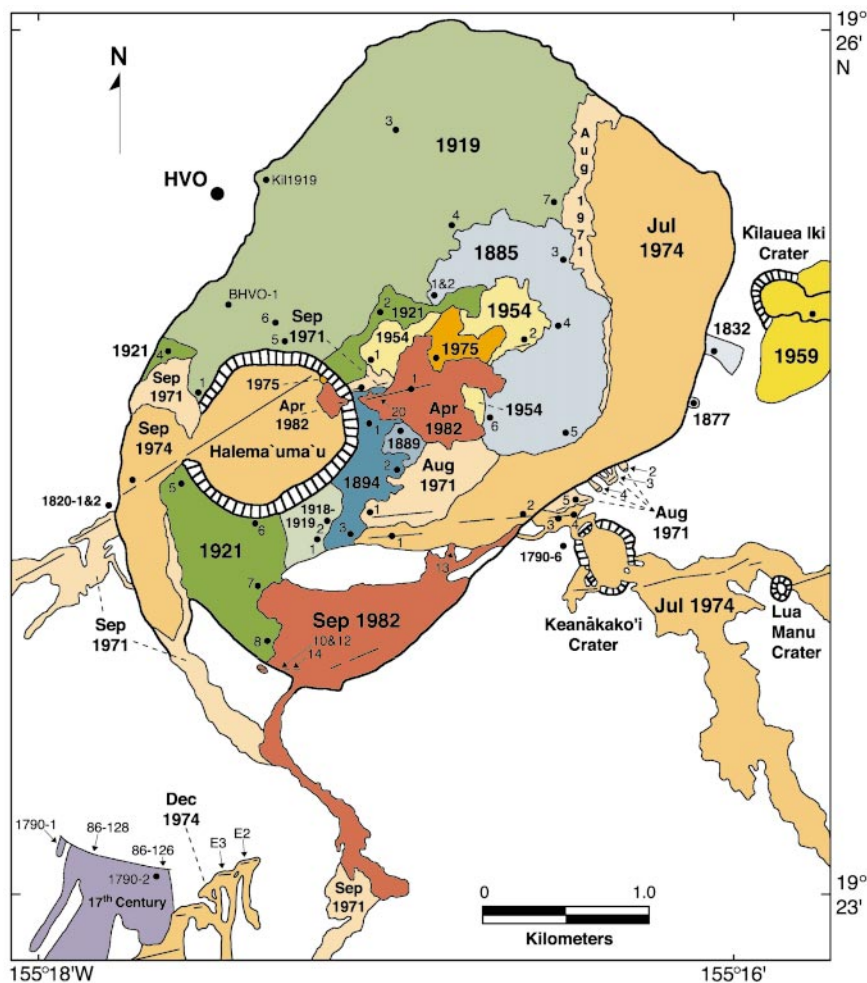 19°
26'
N
N
3
1919
HVO
Kil1919
Aug 1971
7
4
1885
3
Jul
1974
Kīlauea Iki
Crater
BHVO-1
1&2
2
1921
1954
6
Sep
1971
5
1954
1975
2
4
1832
1959
1921
4
1
1975
Sep
1971
1
Apr
1982
1
20
Apr
1982
1954
6
1877
Sep
1974
Halema`uma`u
1
1889
5
1894
2
Aug
1971
1820-1&2
5
1918-
1919
2
1
3
1
1
2
5
3
4
2
3
4
Aug
1971
1921
6
1790-6
7
13
Sep 1982
Keanākako'i
Crater
Jul 1974
Lua
Manu
Crater
Sep
1971
8
10&12
14
Dec
1974
1790-1
86-128
86-126
E3
E2
1790-2
17th Century
Sep
1971
0
1.0
Kilometers
19°
23'
155°18'W
155°16'